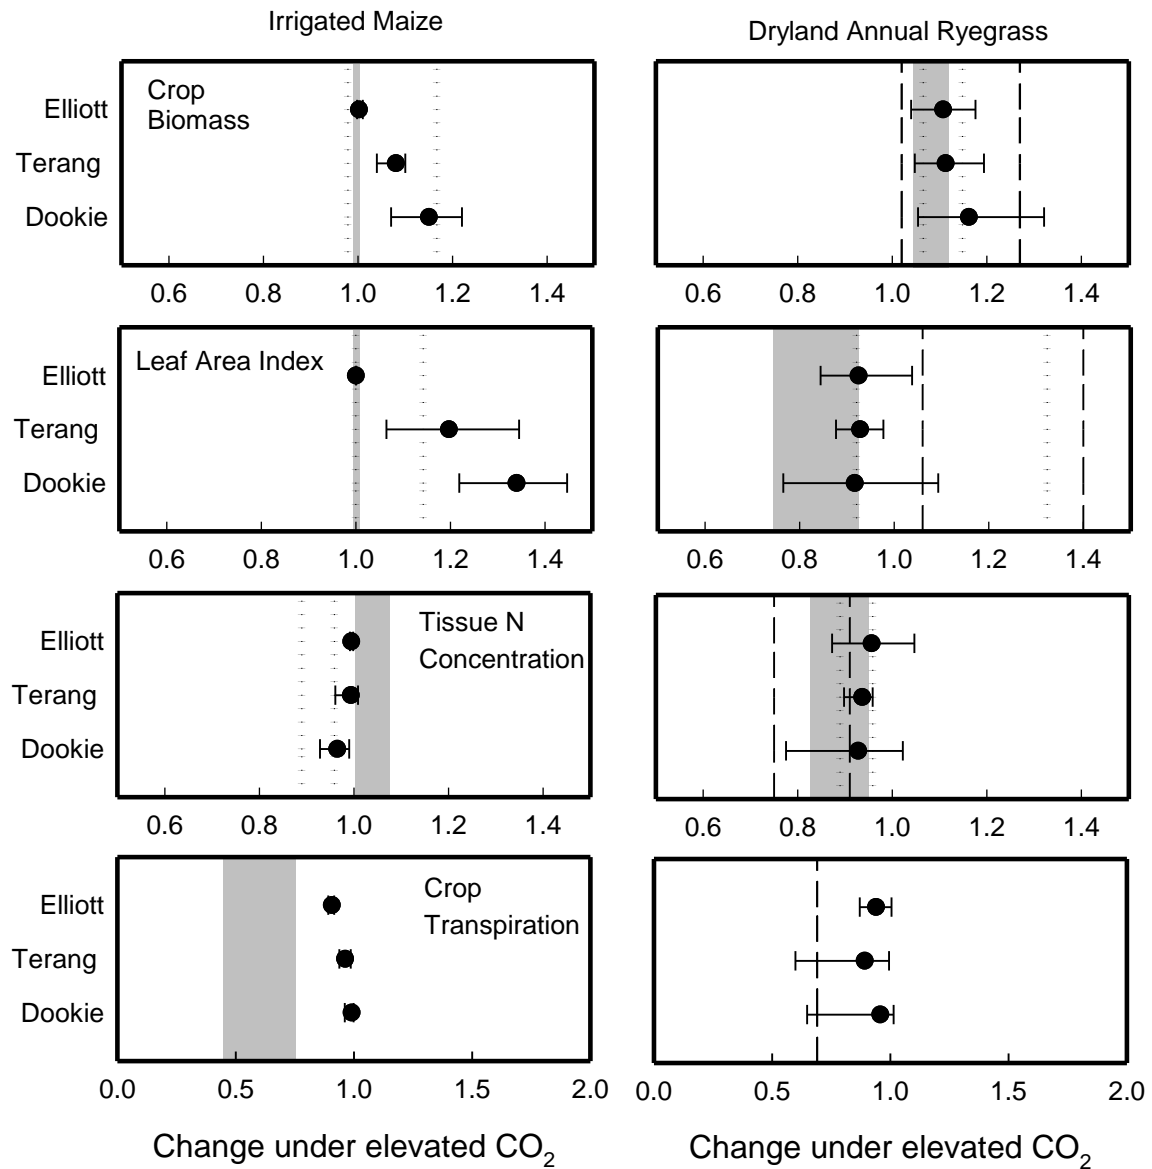 Irrigated Maize
Dryland Annual Ryegrass
Crop
Biomass
Elliott
Terang
Dookie
0.6 0.8 1.0 1.2 1.4
0.6 0.8 1.0 1.2 1.4
Leaf Area Index
Elliott
Terang
Dookie
0.6 0.8 1.0 1.2 1.4
0.6 0.8 1.0 1.2 1.4
Tissue N
Concentration
Elliott
Terang
Dookie
0.6 0.8 1.0 1.2 1.4
0.6 0.8 1.0 1.2 1.4
Crop
Transpiration
Elliott
Terang
Dookie
0.0 0.5 1.0 1.5 2.0
0.0 0.5 1.0 1.5 2.0
Change under elevated CO₂
Change under elevated CO₂